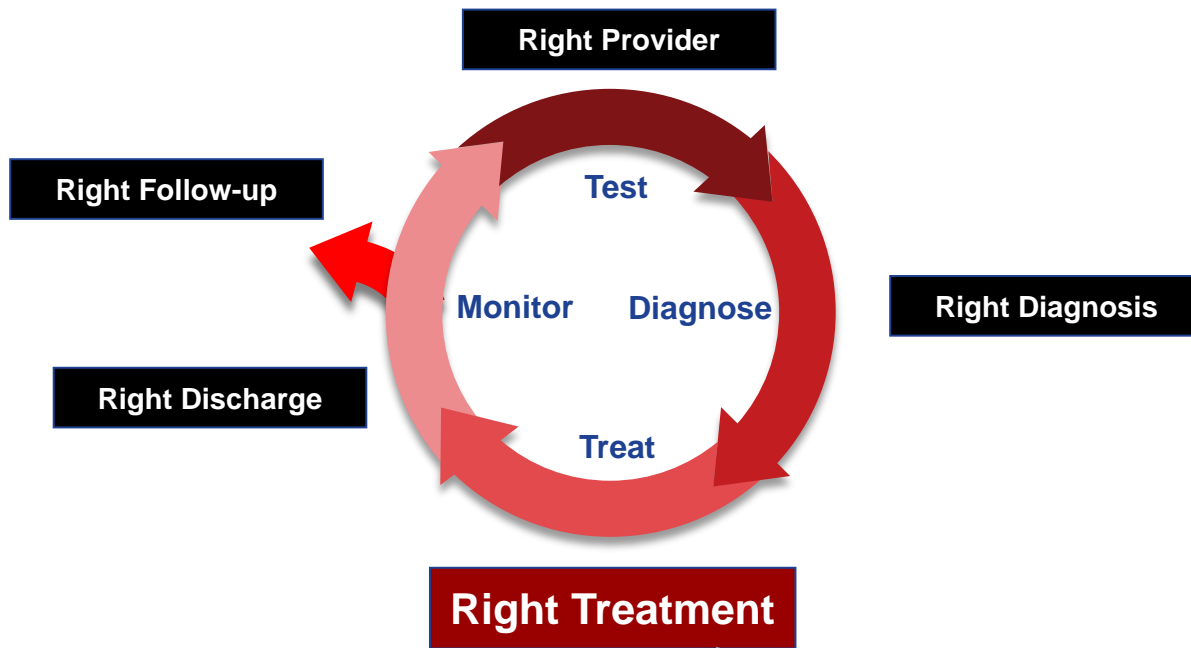 Right Provider
Right Follow-up
Test
Monitor
Diagnose
Right Diagnosis
Right Discharge
Treat
Right Treatment